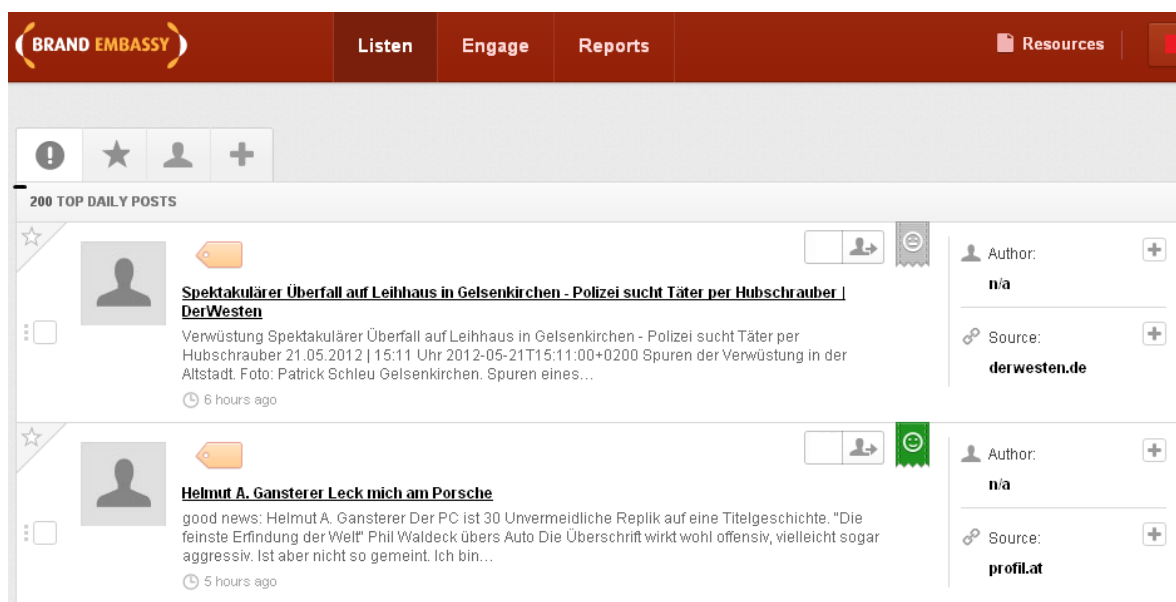 BRAND EMBASSY
Listen
Engage
Reports
Resources
200 TOP DAILY POSTS
Spektakulärer Überfall auf Leihhaus in Gelsenkirchen - Polizei sucht Täter per Hubschrauber |
DerWesten
Verwüstung Spektakulärer Überfall auf Leihhaus in Gelsenkirchen - Polizei sucht Täter per
Hubschrauber 21.05.2012 | 15:11 Uhr 2012-05-21T15:11:00+0200 Spuren der Verwüstung in der
Altstadt. Foto: Patrick Schleu Gelsenkirchen. Spuren eines...
6 hours ago
Author:
n/a
Source:
derwesten.de
Helmut A. Gansterer Leck mich am Porsche
good news: Helmut A. Gansterer Der PC ist 30 Unvermeidliche Replik auf eine Titelgeschichte. "Die
feinste Erfindung der Welt" Phil Waldeck übers Auto Die Überschrift wirkt wohl offensiv, vielleicht sogar
aggressiv. Ist aber nicht so gemeint. Ich bin...
5 hours ago
Author:
n/a
Source:
profil.at